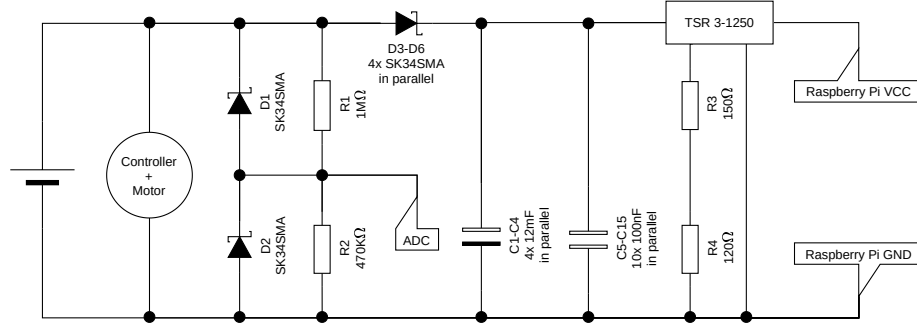 TSR 3-1250
D3-D6
4x SK34SMA
in parallel
D1
SK34SMA
R1
1MΩ
R3
150Ω
Raspberry Pi VCC
Controller
+
Motor
D2
SK34SMA
R2
470KΩ
ADC
C1-C4
4x 12mF
in parallel
C5-C15
10x 100nF
in parallel
R4
120Ω
Raspberry Pi GND